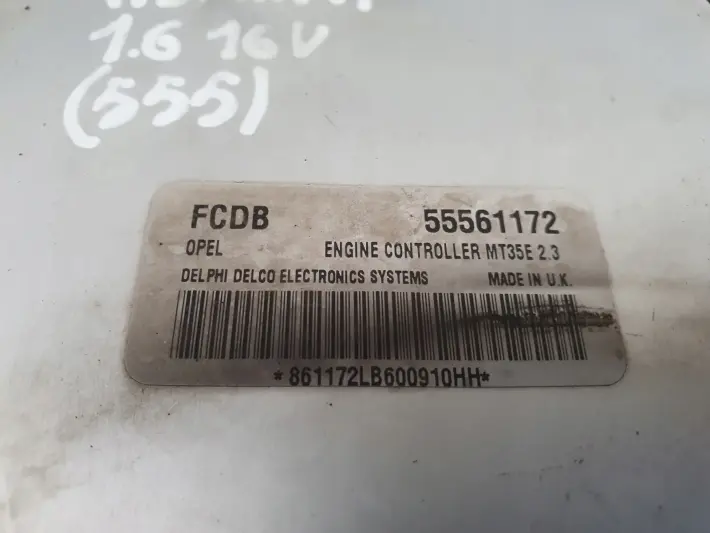 1.6 16V
(555)
FCDB 55561172
OPEL ENGINE CONTROLLER MT35E 2.3
DELPHI DELCO ELECTRONICS SYSTEMS MADE IN U.K.
*861172LB600910HH*